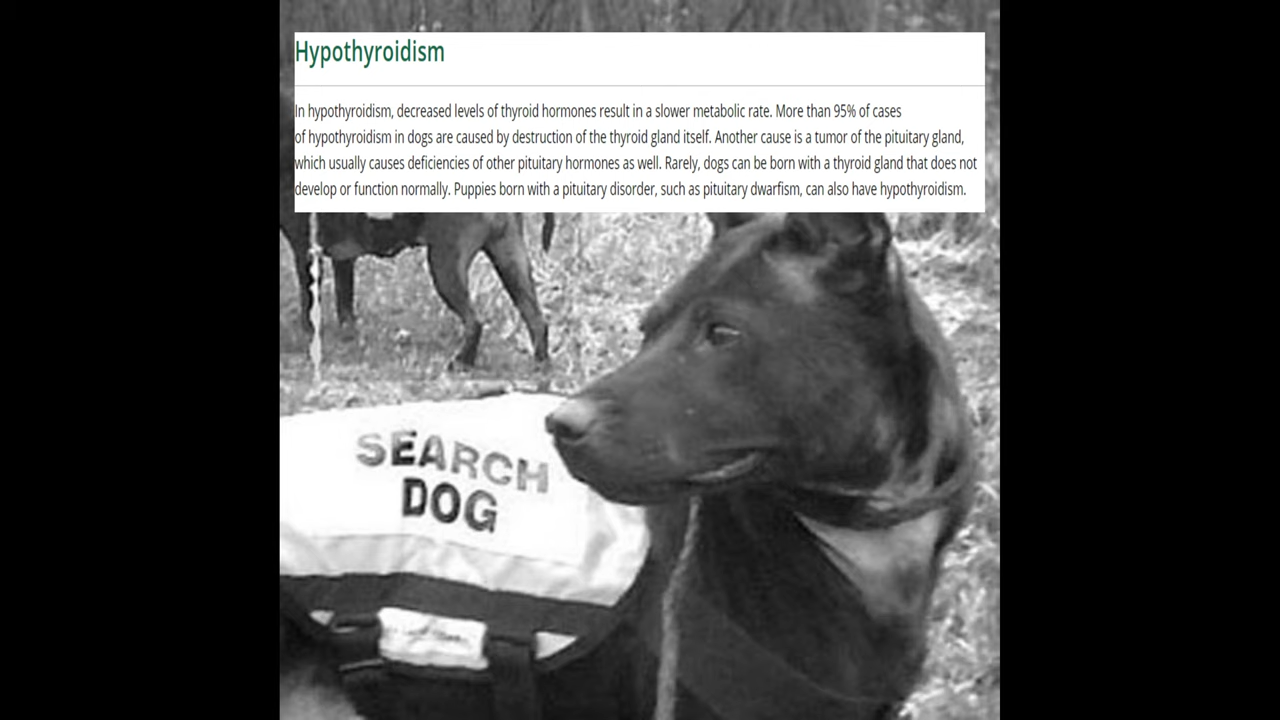 Hypothyroidism
In hypothyroidism, decreased levels of thyroid hormones result in a slower metabolic rate. More than 95% of cases
of hypothyroidism in dogs are caused by destruction of the thyroid gland itself. Another cause is a tumor of the pituitary gland,
which usually causes deficiencies of other pituitary hormones as well. Rarely, dogs can be born with a thyroid gland that does not
develop or function normally. Puppies born with a pituitary disorder, such as pituitary dwarfism, can also have hypothyroidism.
SEARCH
DOG